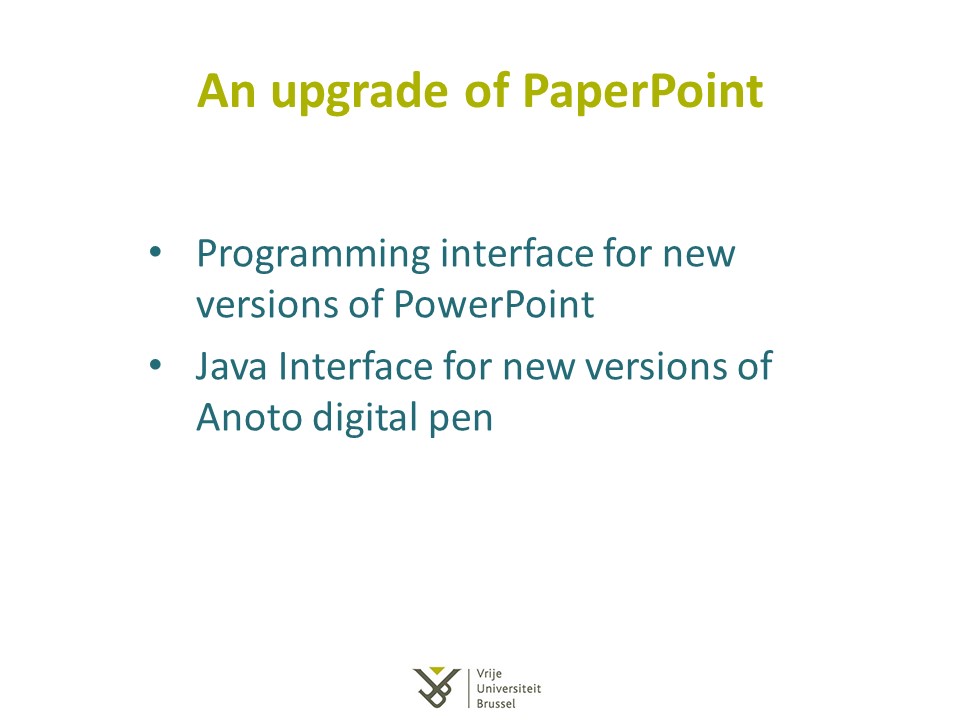 An upgrade of PaperPoint
• Programming interface for new
versions of PowerPoint
• Java Interface for new versions of
Anoto digital pen
Vrije
Universiteit
Brussel